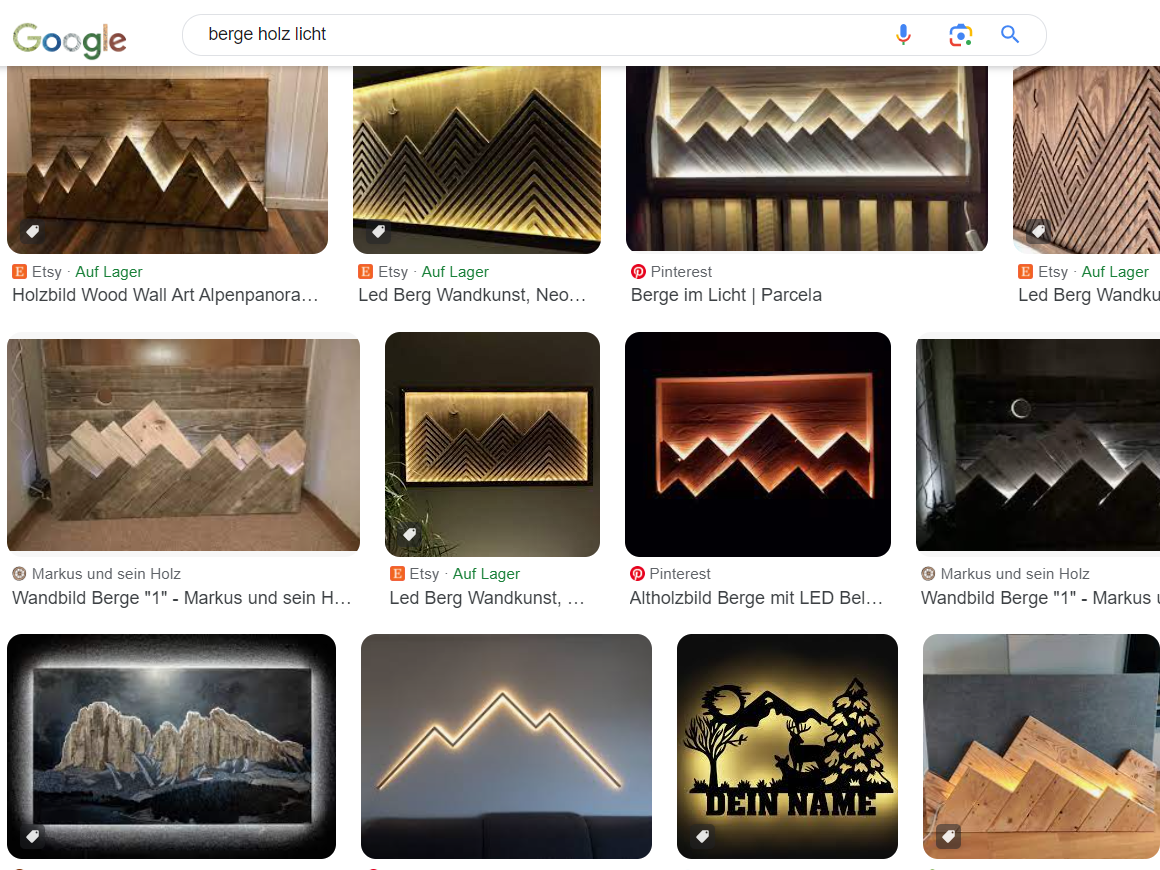 Google
berge holz licht
Etsy · Auf Lager
Holzbild Wood Wall Art Alpenpanora…
Etsy · Auf Lager
Led Berg Wandkunst, Neo…
Pinterest
Berge im Licht | Parcela
Etsy · Auf Lager
Led Berg Wandku
Markus und sein Holz
Wandbild Berge "1" - Markus und sein H…
Etsy · Auf Lager
Led Berg Wandkunst, …
Pinterest
Altholzbild Berge mit LED Bel…
Markus und sein Holz
Wandbild Berge "1" - Markus u
DEIN NAME